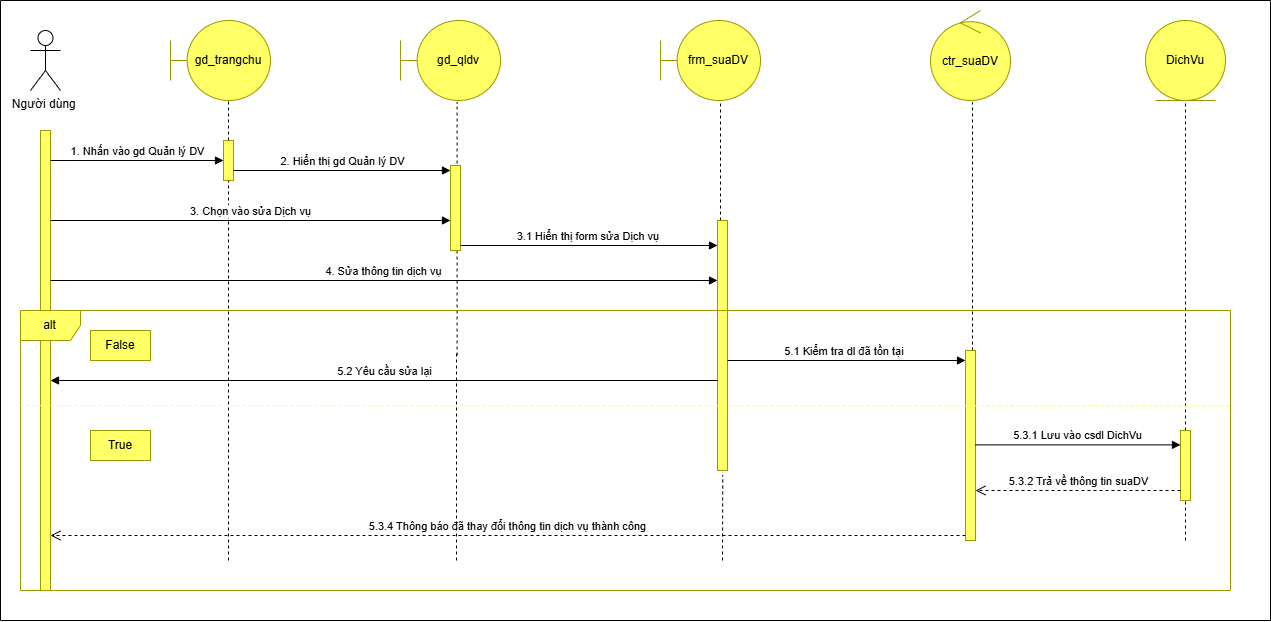 gd_trangchu
gd_qldv
frm_suaDV
ctr_suaDV
DichVu
Người dùng
1. Nhấn vào gd Quản lý DV
2. Hiển thị gd Quản lý DV
3. Chọn vào sửa Dịch vụ
3.1 Hiển thị form sửa Dịch vụ
4. Sửa thông tin dịch vụ
alt
False
5.1 Kiểm tra dl đã tồn tại
5.2 Yêu cầu sửa lại
True
5.3.1 Lưu vào csdl DichVu
5.3.2 Trả về thông tin suaDV
5.3.4 Thông báo đã thay đổi thông tin dịch vụ thành công